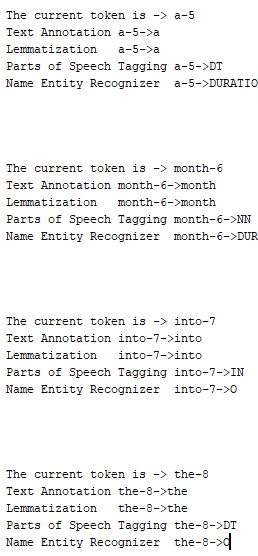 The current token is -> a-5
Text Annotation a-5->a
Lemmatization   a-5->a
Parts of Speech Tagging a-5->DT
Name Entity Recognizer  a-5->DURATIO
The current token is -> month-6
Text Annotation month-6->month
Lemmatization   month-6->month
Parts of Speech Tagging month-6->NN
Name Entity Recognizer  month-6->DUR
The current token is -> into-7
Text Annotation into-7->into
Lemmatization   into-7->into
Parts of Speech Tagging into-7->IN
Name Entity Recognizer  into-7->O
The current token is -> the-8
Text Annotation the-8->the
Lemmatization   the-8->the
Parts of Speech Tagging the-8->DT
Name Entity Recognizer  the-8->O